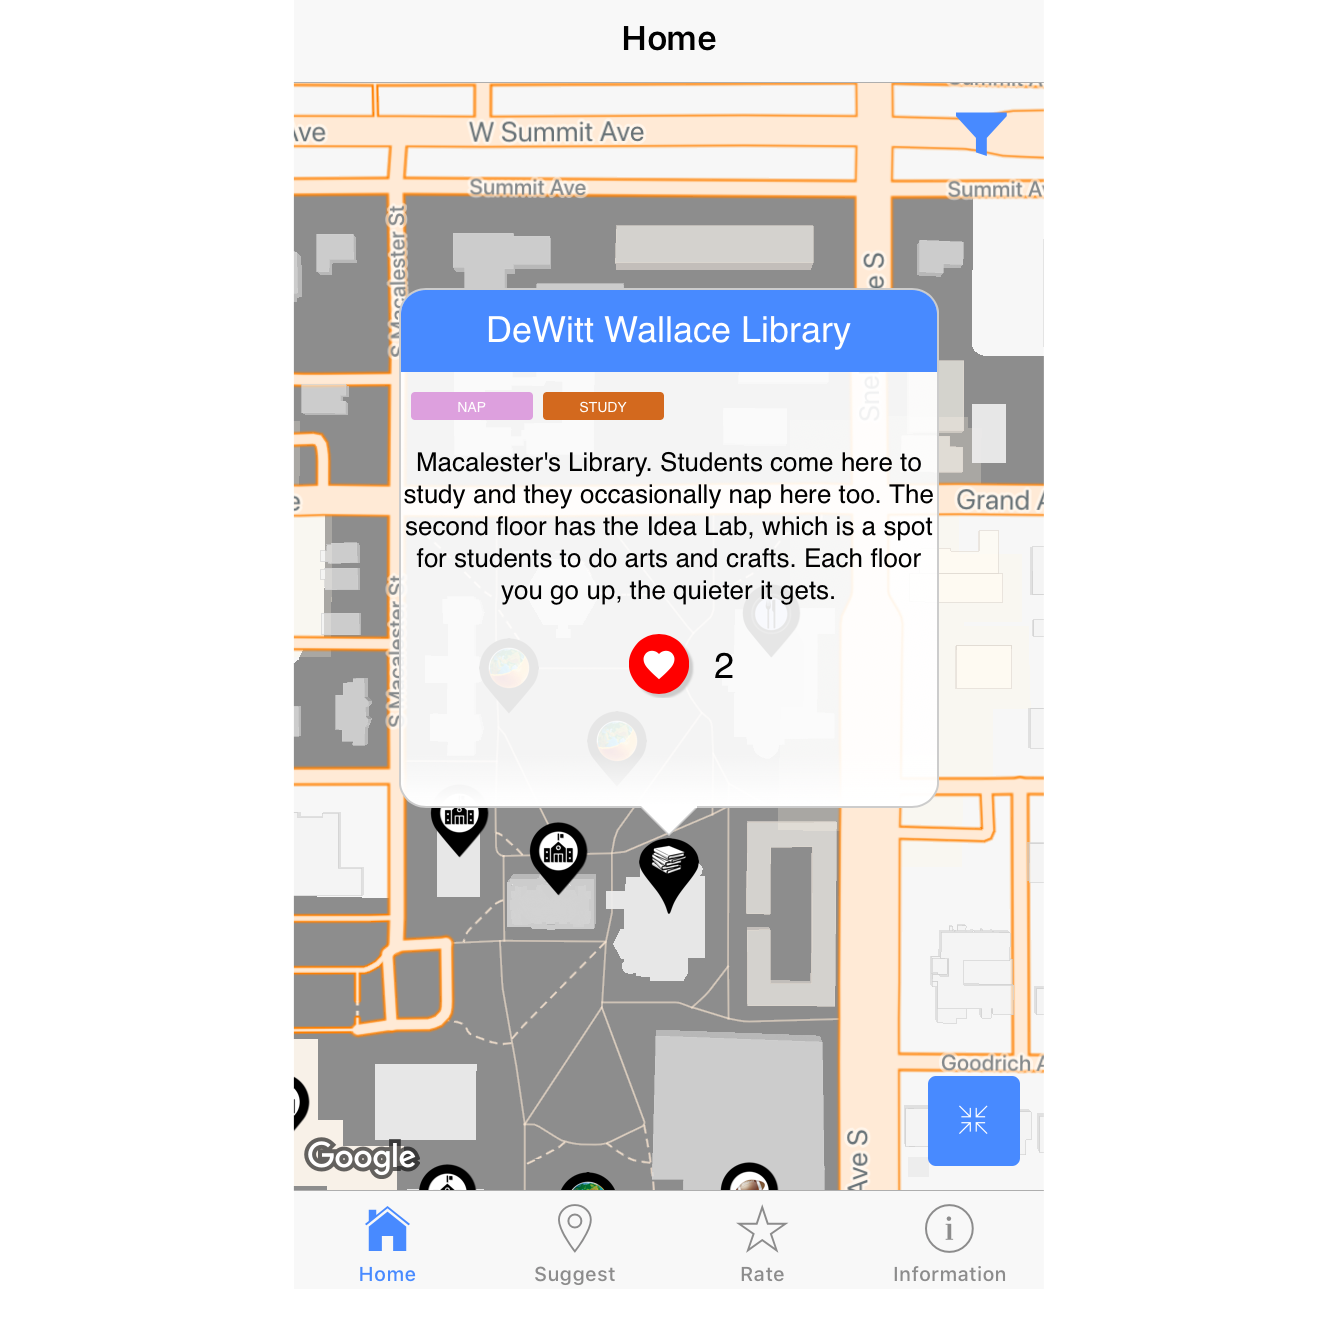 Home
Summit A
Ave
W Summit Ave
Summit Ave
Summit Av
S Macalester St
e S
DeWitt Wallace Library
NAP
STUDY
Sne
Macalester's Library. Students come here to
study and they occasionally nap here too. The
second floor has the Idea Lab, which is a spot
for students to do arts and crafts. Each floor
you go up, the quieter it gets.
e
Grand A
S Macalester St
2
Goodrich A
Ave S
Google
Home
Suggest
Rate
Information